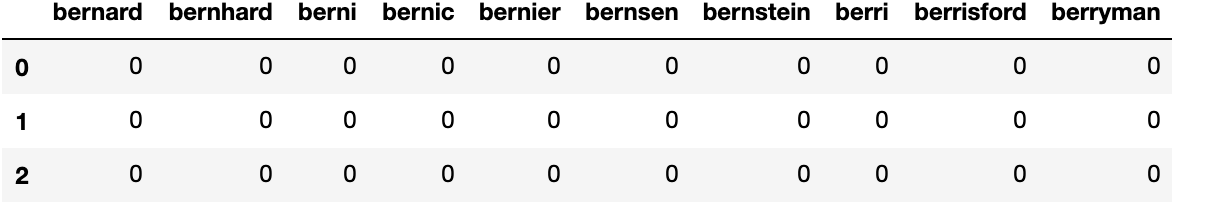 bernard bernhard berni bernic bernier bernsen bernstein berri berrisford berryman
0 0 0 0 0 0 0 0 0 0 0
1 0 0 0 0 0 0 0 0 0 0
2 0 0 0 0 0 0 0 0 0 0